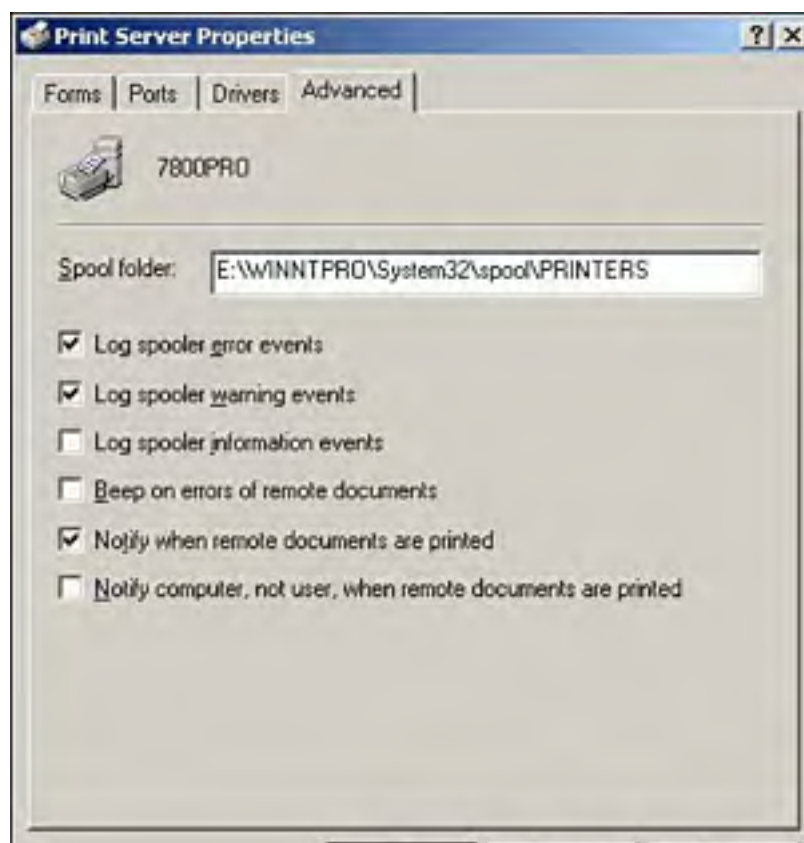 Print Server Properties
Forms Ports Drivers Advanced
7800PRO
Spool folder: E:\WINNTPRO\System32\spool\PRINTERS
Log spooler error events
Log spooler warning events
Log spooler information events
Beep on errors of remote documents
Notify when remote documents are printed
Notify computer, not user, when remote documents are printed